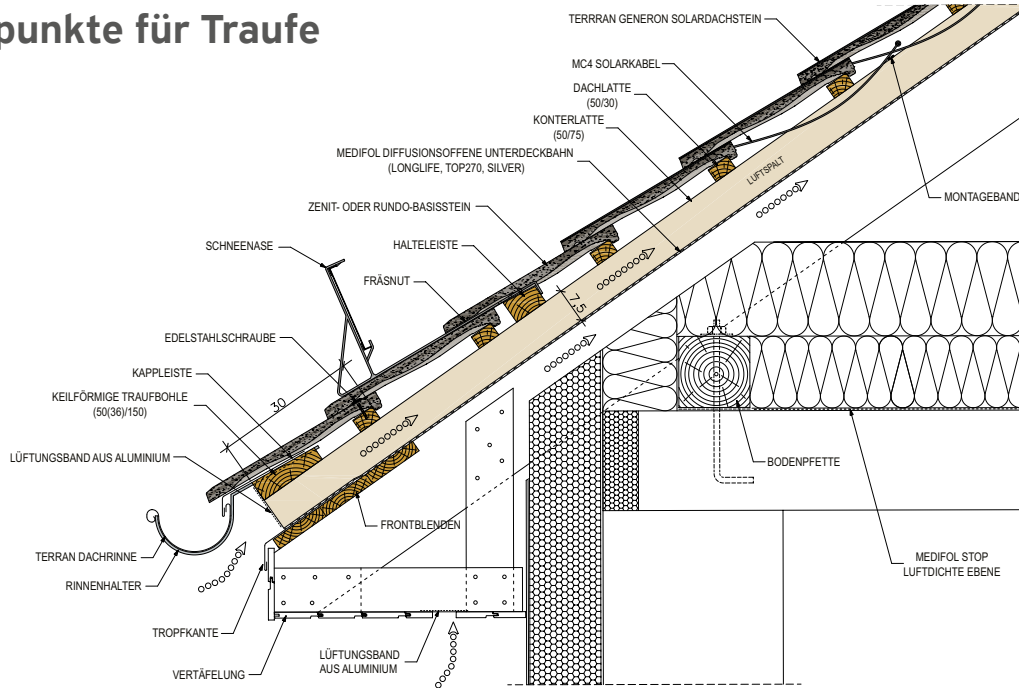 punkte für Traufe
TERRRAN GENERON SOLARDACHSTEIN
MC4 SOLARKABEL
DACHLATTE
(50/30)
KONTERLATTE
(50/75)
MEDIFOL DIFFUSIONSOFFENE UNTERDECKBAHN
(LONGLIFE, TOP270, SILVER)
LUFTSPALT
MONTAGEBAND
ZENIT- ODER RUNDO-BASISSTEIN
SCHNEENASE
HALTELEISTE
FRÄSNUT
7,5
EDELSTAHLSCHRAUBE
KAPPLEISTE
30
KEILFÖRMIGE TRAUFBOHLE
(50(36)/150)
LÜFTUNGSBAND AUS ALUMINIUM
BODENPFETTE
FRONTBLENDEN
TERRAN DACHRINNE
RINNENHALTER
MEDIFOL STOP
LUFTDICHTE EBENE
TROPFKANTE
VERTÄFELUNG
LÜFTUNGSBAND
AUS ALUMINIUM